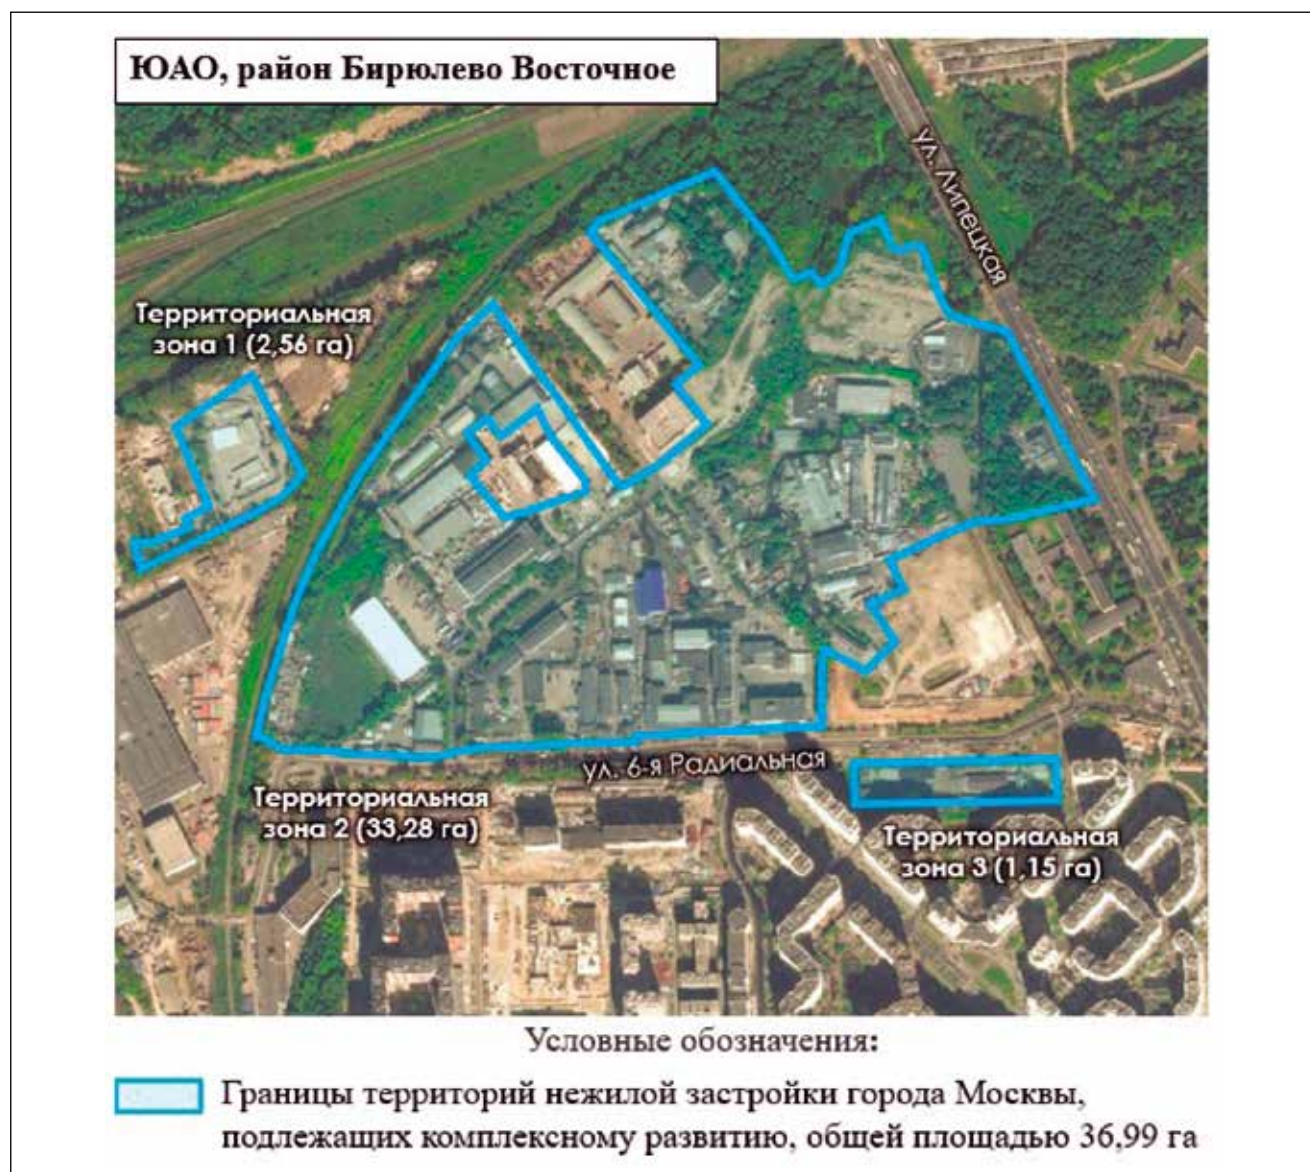 ЮАО, район Бирюлево Восточное
ул. Липецкая
Территориальная
зона 1 (2,56 га)
ул. 6-я Радиальная
Территориальная
зона 2 (33,28 га)
Территориальная
зона 3 (1,15 га)
Условные обозначения:
Границы территорий нежилой застройки города Москвы,
подлежащих комплексному развитию, общей площадью 36,99 га